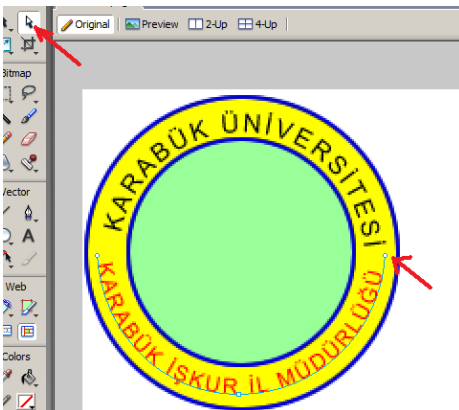 Original Preview 2-Up 4-Up
Bitmap
Vector
A
Web
Colors
KARABÜK ÜNİVERSİTESİ
KARABÜK İŞKUR İL MÜDÜRLÜĞÜ